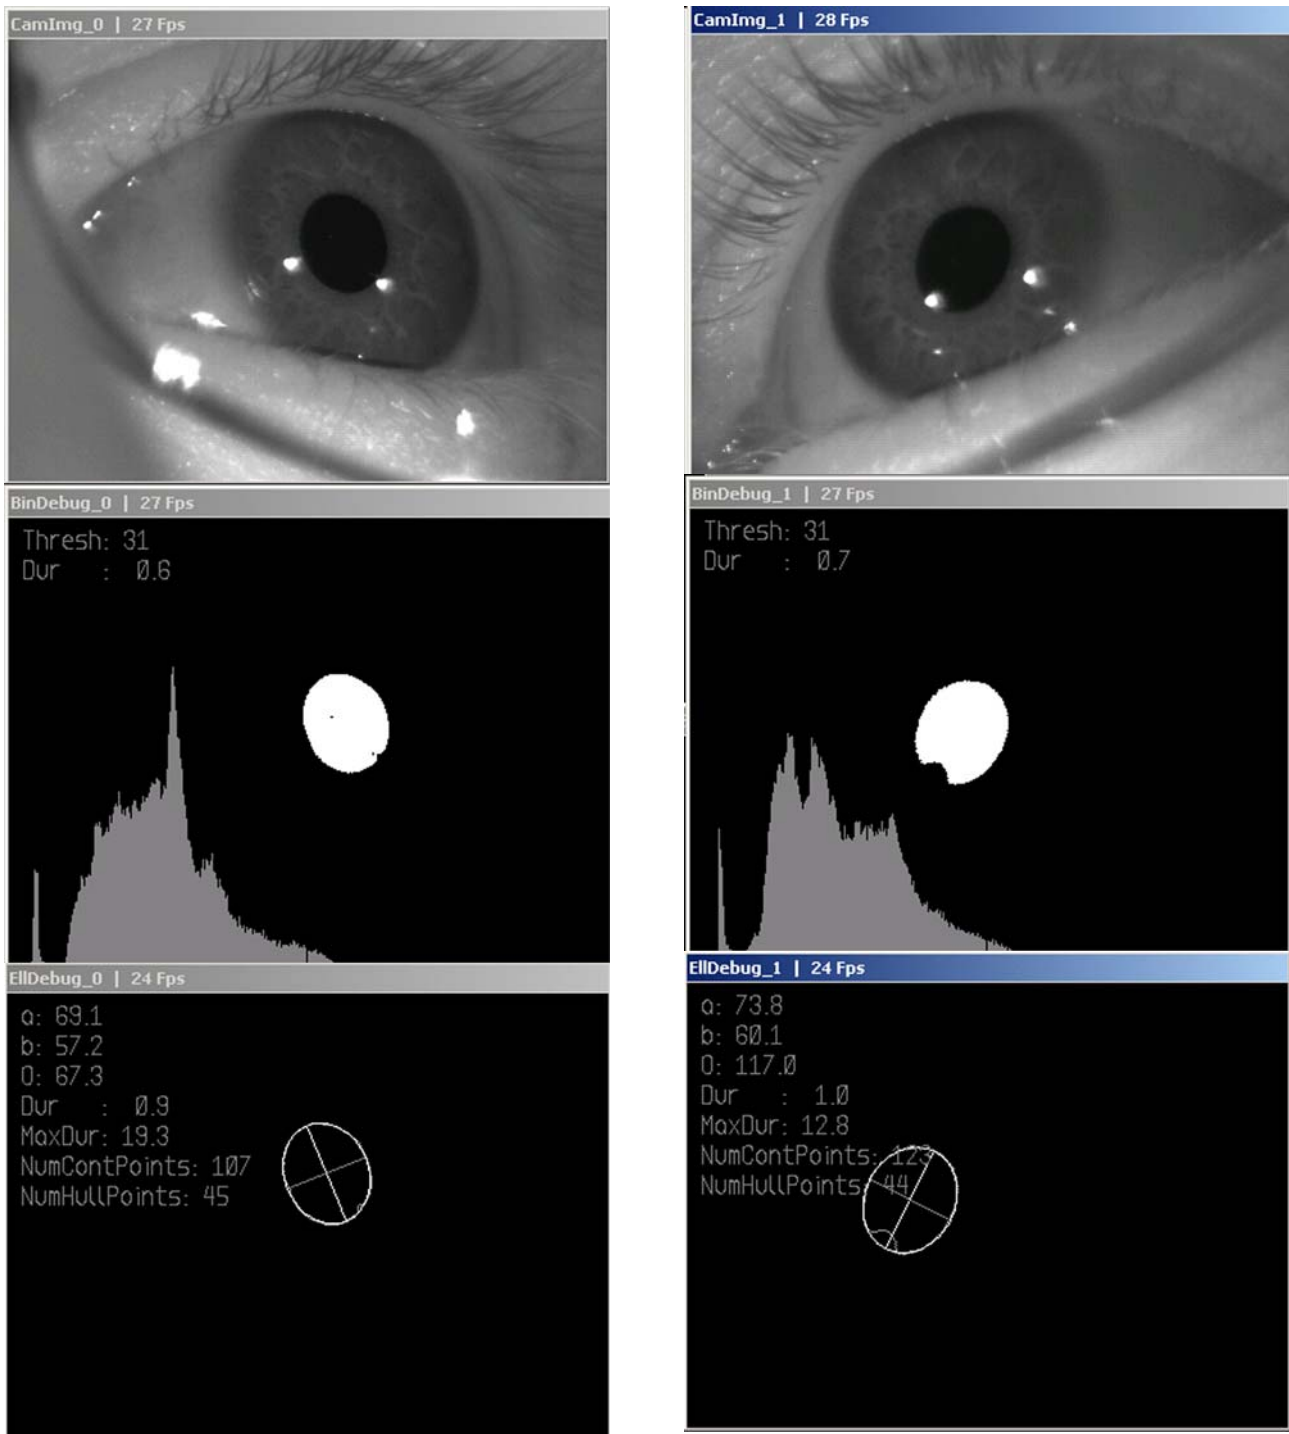 CamImg_0 | 27 Fps
CamImg_1 | 28 Fps
BinDebug_0 | 27 Fps
Thresh: 31
Dur : 0.6
BinDebug_1 | 27 Fps
Thresh: 31
Dur : 0.7
EllDebug_0 | 24 Fps
a: 69.1
b: 57.2
O: 67.3
Dur : 0.9
MaxDur: 19.3
NumContPoints: 107
NumHullPoints: 45
EllDebug_1 | 24 Fps
a: 73.8
b: 60.1
O: 117.0
Dur : 1.0
MaxDur: 12.8
NumContPoints: 123
NumHullPoints: 44